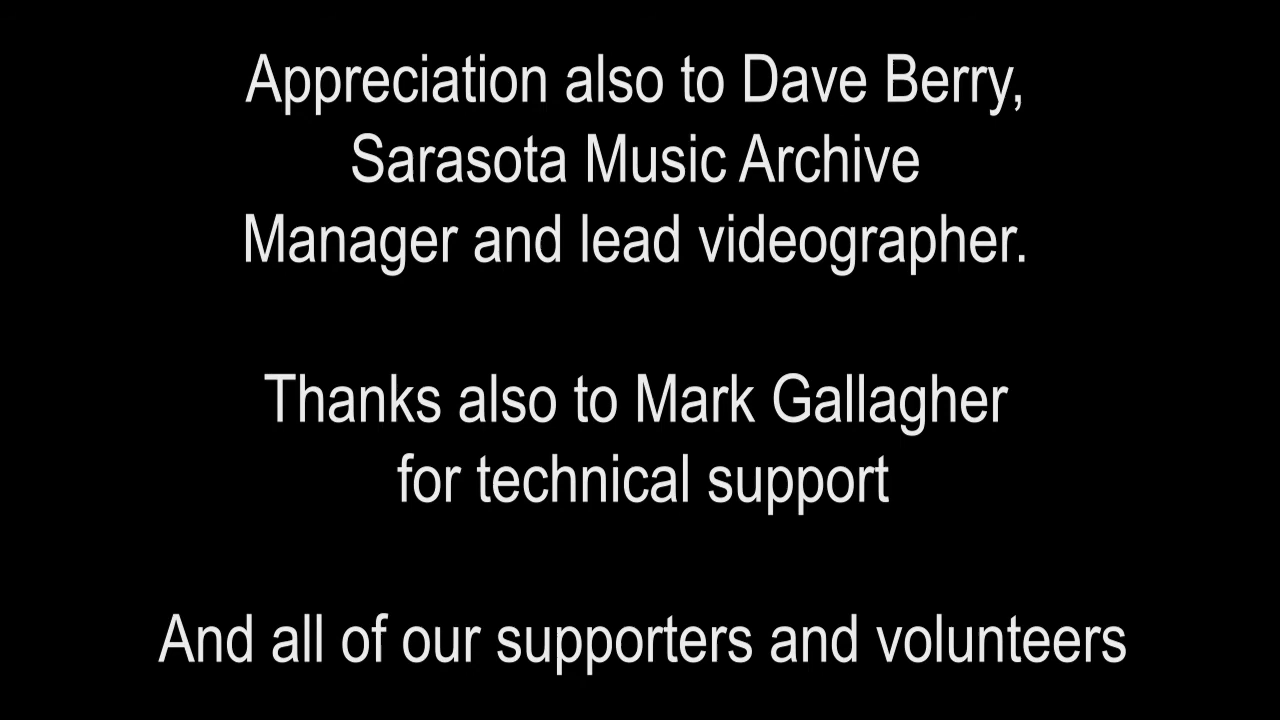 Appreciation also to Dave Berry,
Sarasota Music Archive
Manager and lead videographer.
Thanks also to Mark Gallagher
for technical support
And all of our supporters and volunteers